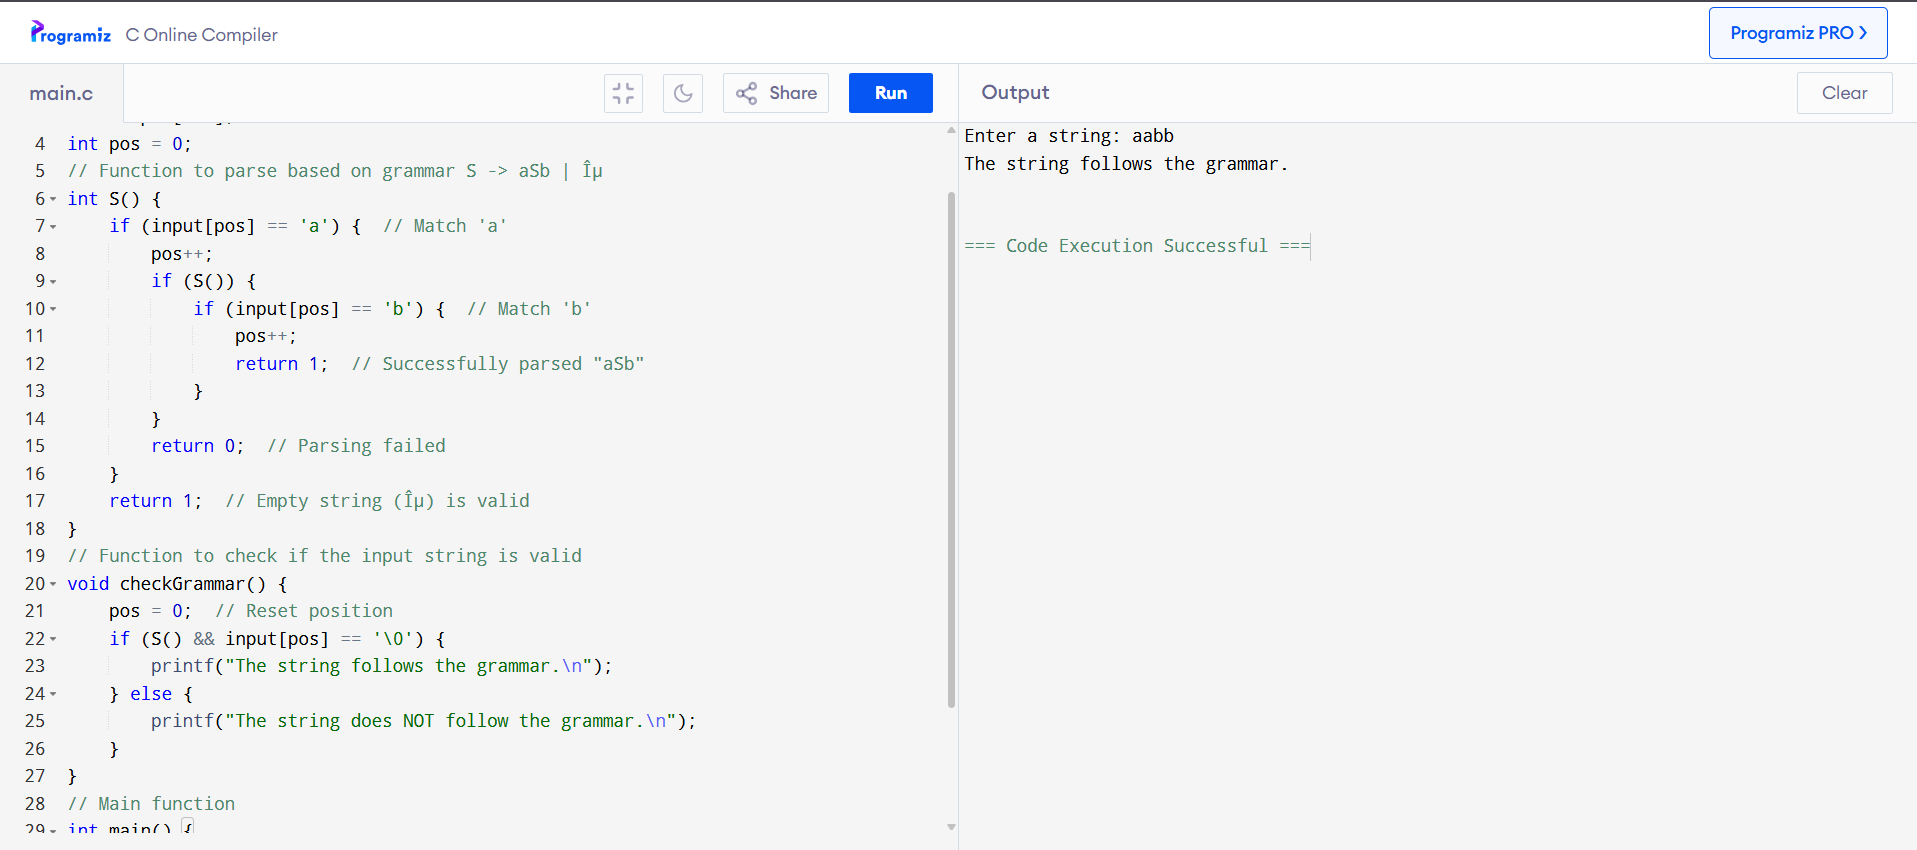 Programiz C Online Compiler
Programiz PRO
main.c
Share
Run
Output
Clear
4 int pos = 0;
5 // Function to parse based on grammar S -> aSb | Îµ
6 int S() {
7     if (input[pos] == 'a') {  // Match 'a'
8         pos++;
9         if (S()) {
10             if (input[pos] == 'b') {  // Match 'b'
11                 pos++;
12                 return 1;  // Successfully parsed "aSb"
13             }
14         }
15         return 0;  // Parsing failed
16     }
17     return 1;  // Empty string (Îµ) is valid
18 }
19 // Function to check if the input string is valid
20 void checkGrammar() {
21     pos = 0;  // Reset position
22     if (S() && input[pos] == '\0') {
23         printf("The string follows the grammar.\n");
24     } else {
25         printf("The string does NOT follow the grammar.\n");
26     }
27 }
28 // Main function
29 int main() {
Enter a string: aabb
The string follows the grammar.
=== Code Execution Successful ===